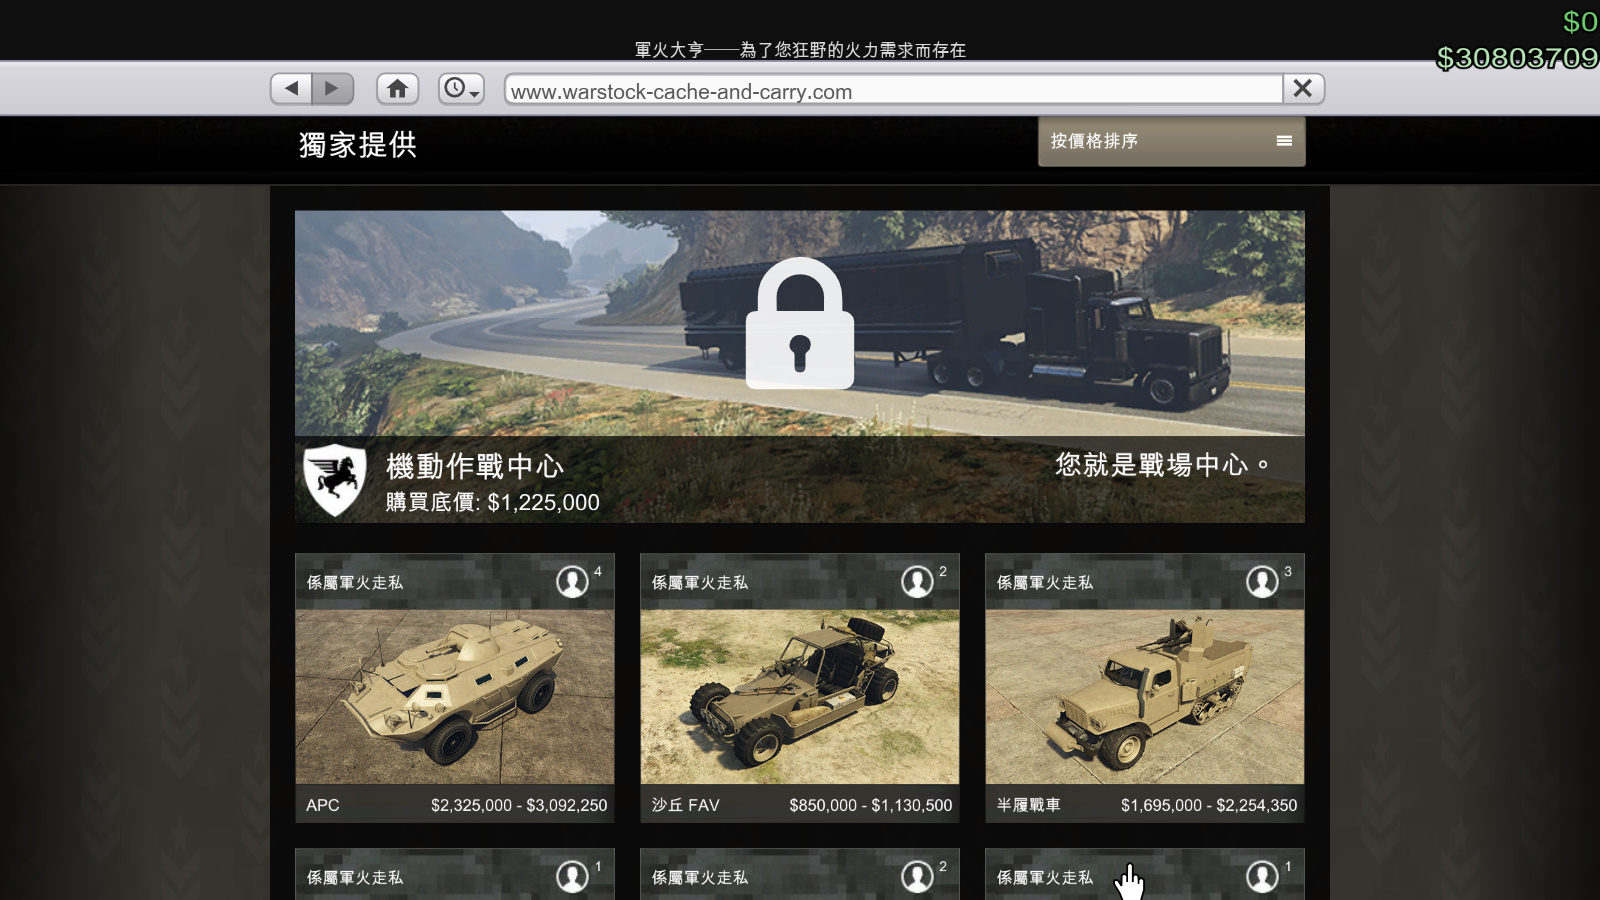 $0
$30803709
軍火大亨——為了您狂野的火力需求而存在
www.warstock-cache-and-carry.com
獨家提供
按價格排序
機動作戰中心
購買底價: $1,225,000
您就是戰場中心。
係屬軍火走私 4
係屬軍火走私 2
係屬軍火走私 3
APC $2,325,000 - $3,092,250
沙丘 FAV $850,000 - $1,130,500
半履戰車 $1,695,000 - $2,254,350
係屬軍火走私 1
係屬軍火走私 2
係屬軍火走私 1